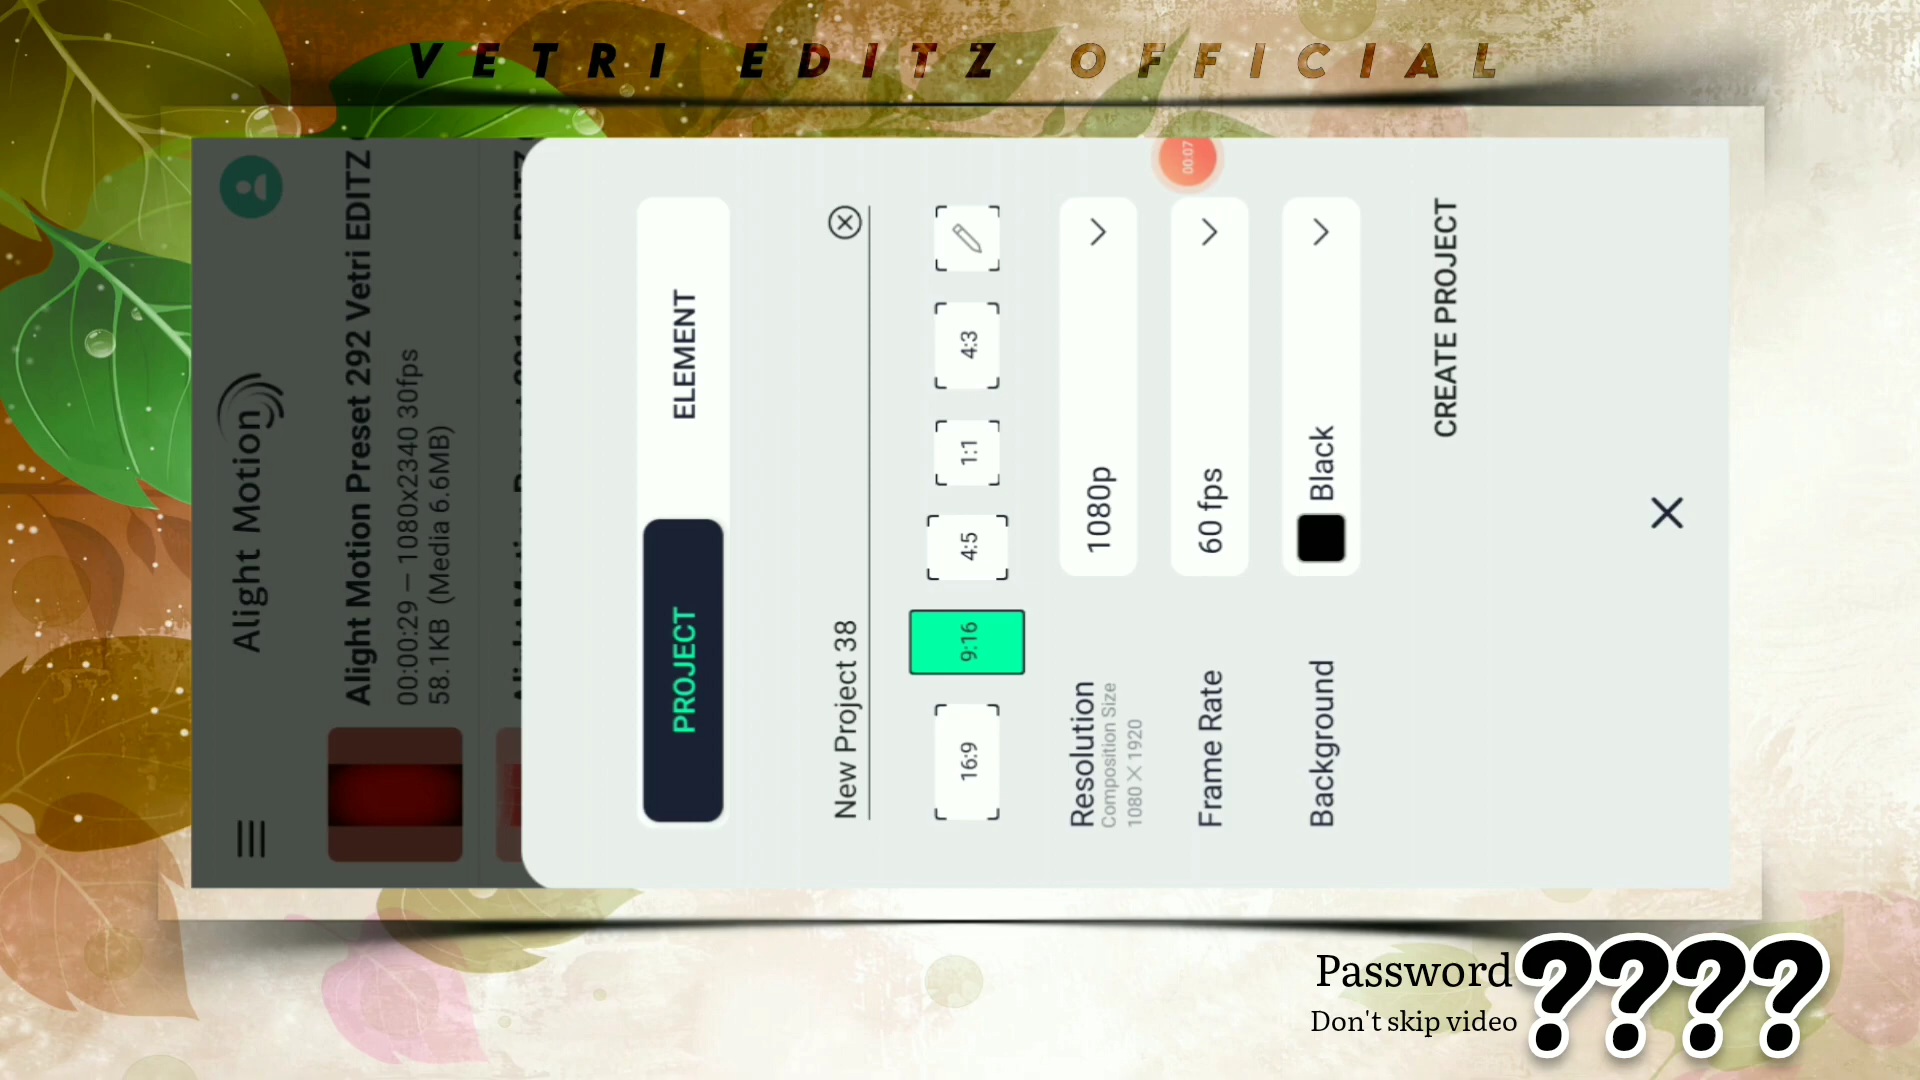 VETRI EDITZ OFFICIAL
Alight Motion
Alight Motion Preset 292 Vetri EDITZ
00:00:29 – 1080x2340 30fps
58.1KB (Media 6.6MB)
PROJECT
ELEMENT
New Project 38
16:9
9:16
4:5
1:1
4:3
Resolution
Composition Size
1080 X 1920
1080p
Frame Rate
60 fps
Background
Black
CREATE PROJECT
00:07
Password ????
Don't skip video